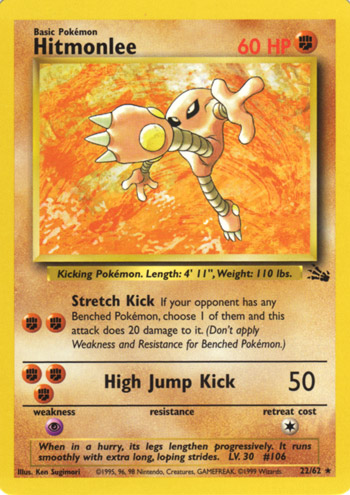 Basic Pokémon
Hitmonlee
60 HP
Kicking Pokémon. Length: 4' 11", Weight: 110 lbs.
Stretch Kick If your opponent has any
Benched Pokémon, choose 1 of them and this
attack does 20 damage to it. (Don't apply
Weakness and Resistance for Benched Pokémon.)
High Jump Kick 50
weakness resistance retreat cost
When in a hurry, its legs lengthen progressively. It runs
smoothly with extra long, loping strides. LV. 30 #106
Illus. Ken Sugimori ©1995, 96, 98 Nintendo, Creatures, GAMEFREAK. ©1999 Wizards. 22/62 ★